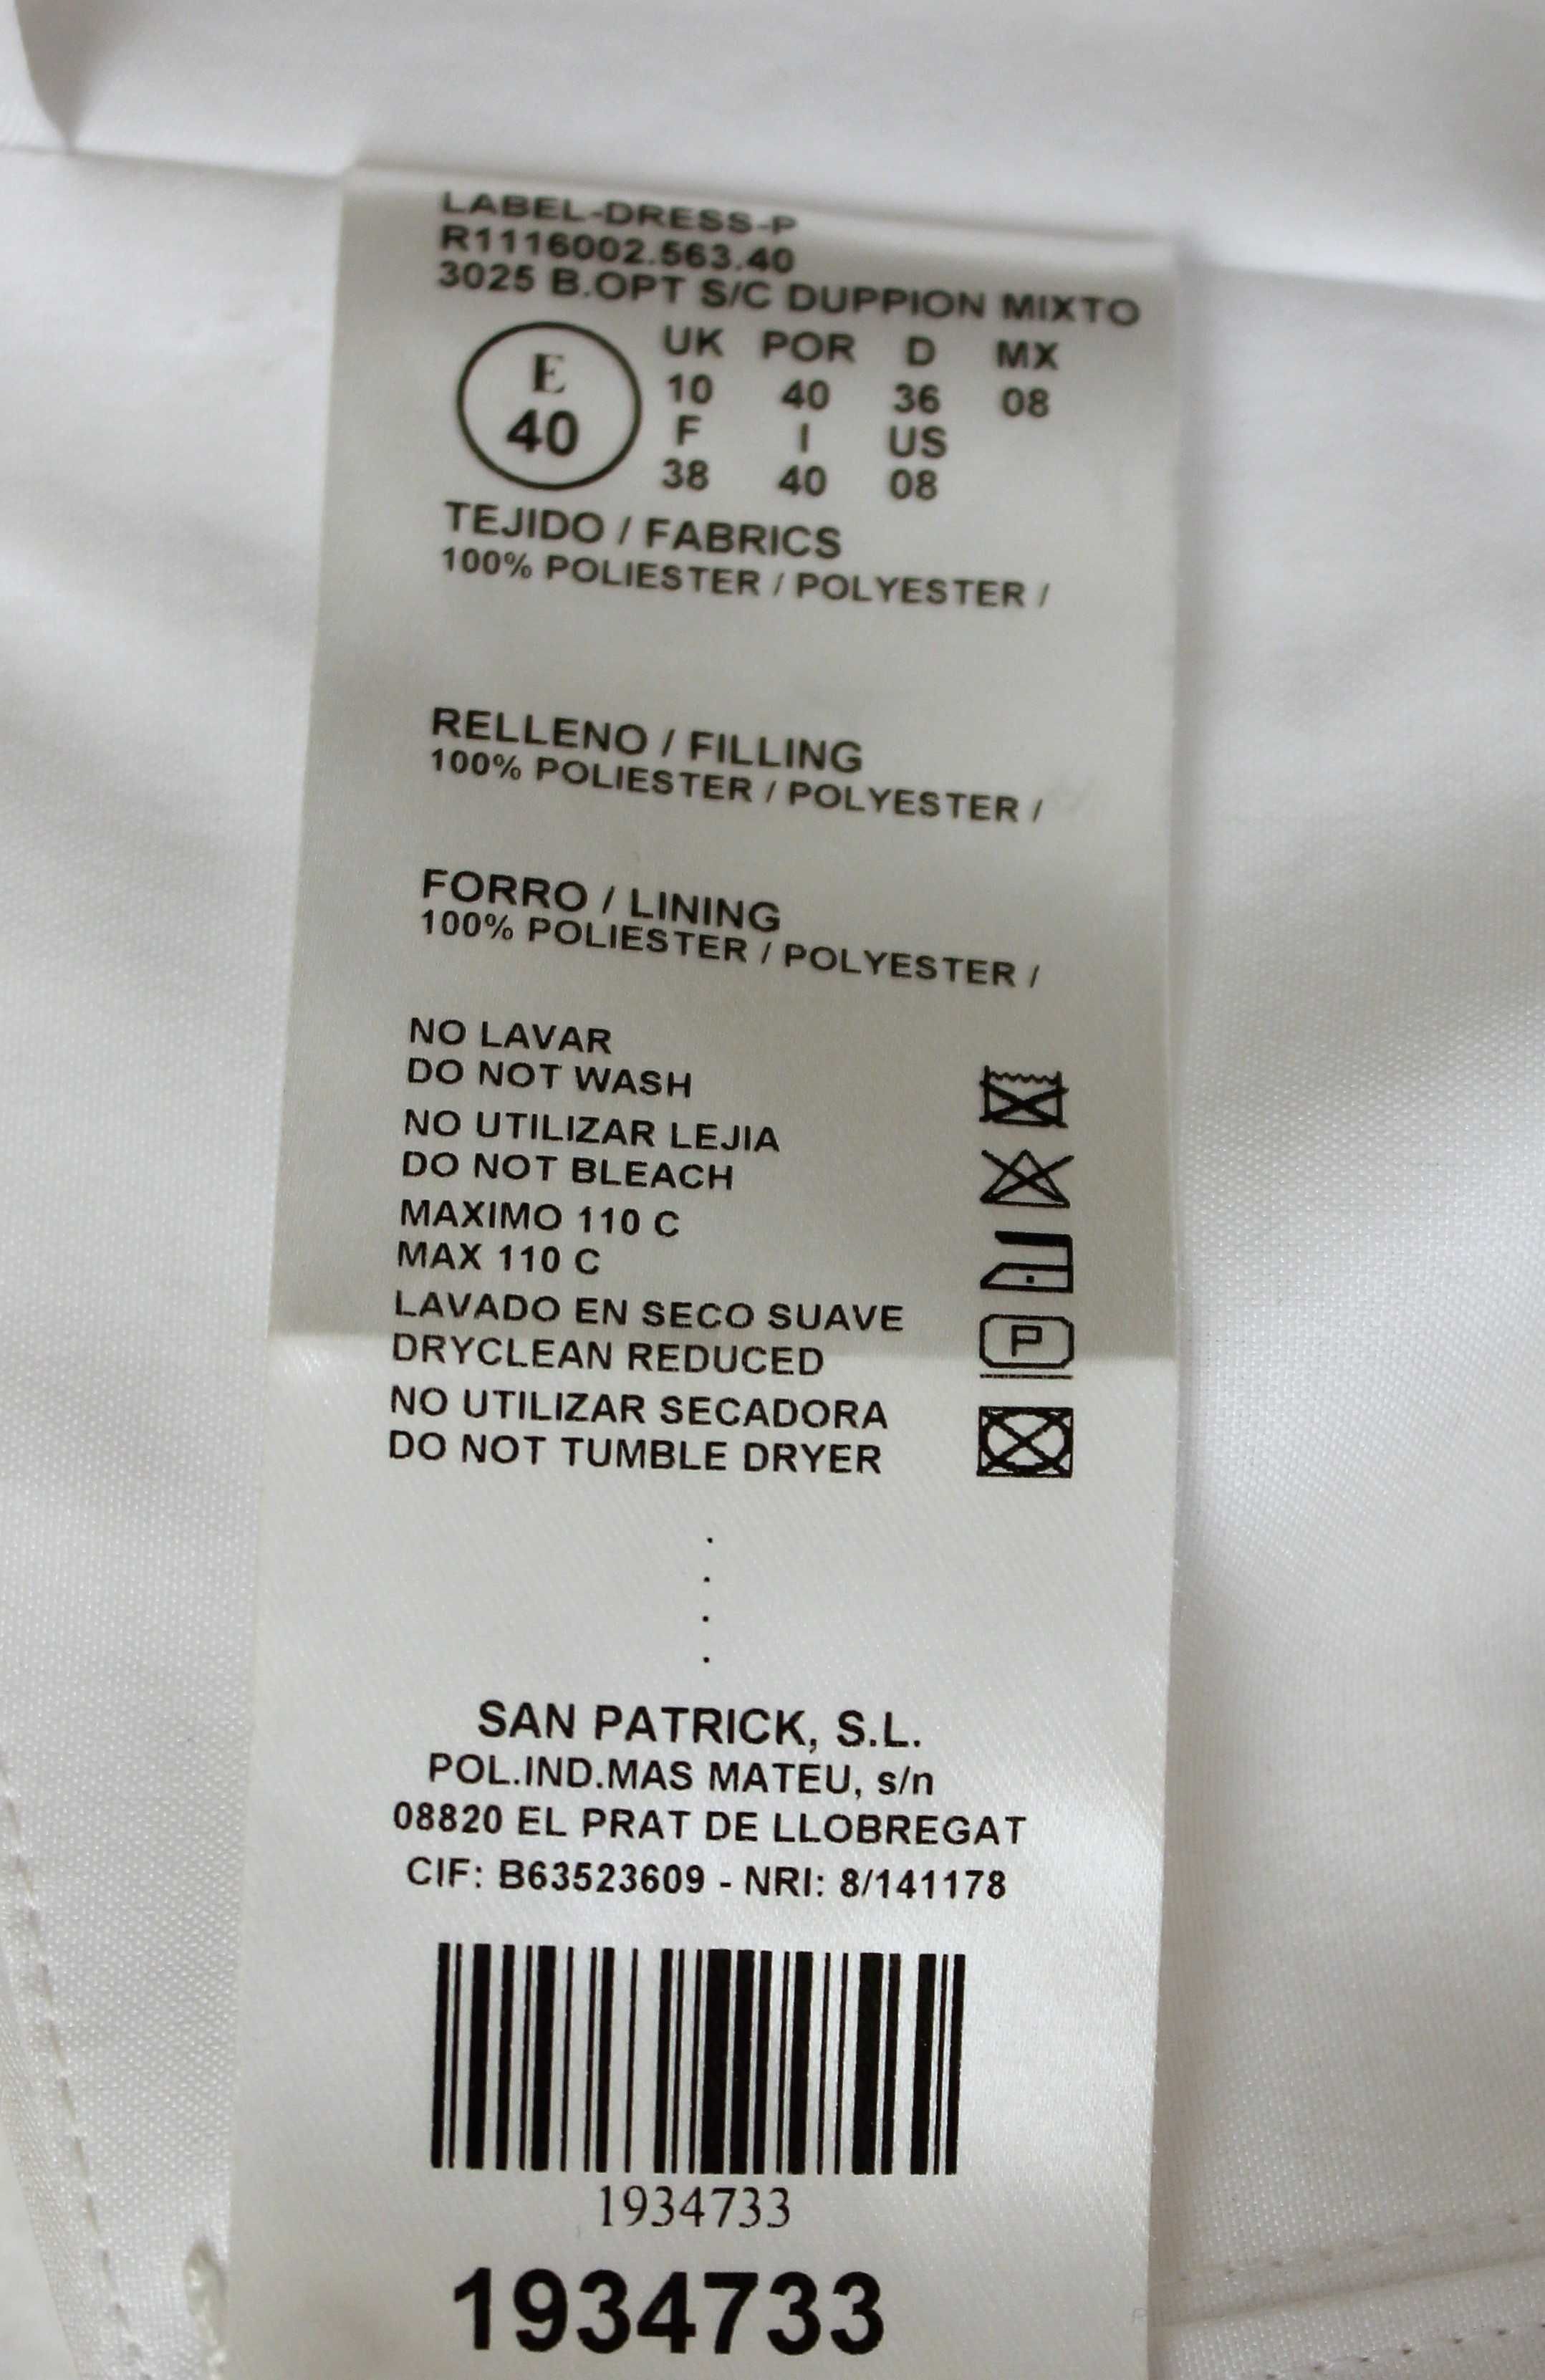 LABEL-DRESS-P
R1116002.563.40
3025 B.OPT S/C DUPPION MIXTO
E
40
UK POR D MX
10 40 36 08
F I US
38 40 08
TEJIDO / FABRICS
100% POLIESTER / POLYESTER /
RELLENO / FILLING
100% POLIESTER / POLYESTER /
FORRO / LINING
100% POLIESTER / POLYESTER /
NO LAVAR
DO NOT WASH
NO UTILIZAR LEJIA
DO NOT BLEACH
MAXIMO 110 C
MAX 110 C
LAVADO EN SECO SUAVE
DRYCLEAN REDUCED
P
NO UTILIZAR SECADORA
DO NOT TUMBLE DRYER
.
.
.
.
SAN PATRICK, S.L.
POL.IND.MAS MATEU, s/n
08820 EL PRAT DE LLOBREGAT
CIF: B63523609 - NRI: 8/141178
1934733
1934733